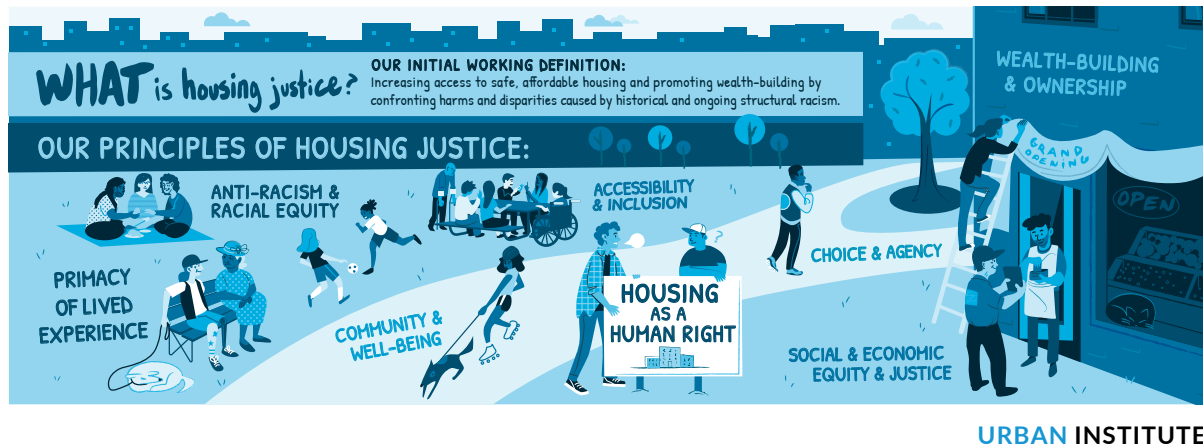 WHAT is housing justice?
OUR INITIAL WORKING DEFINITION:
Increasing access to safe, affordable housing and promoting wealth-building by
confronting harms and disparities caused by historical and ongoing structural racism.
OUR PRINCIPLES OF HOUSING JUSTICE:
WEALTH-BUILDING
& OWNERSHIP
GRAND
OPENING
OPEN
ANTI-RACISM &
RACIAL EQUITY
ACCESSIBILITY
& INCLUSION
CHOICE & AGENCY
PRIMACY
OF LIVED
EXPERIENCE
COMMUNITY &
WELL-BEING
?
HOUSING
AS A
HUMAN RIGHT
SOCIAL & ECONOMIC
EQUITY & JUSTICE
URBAN INSTITUTE